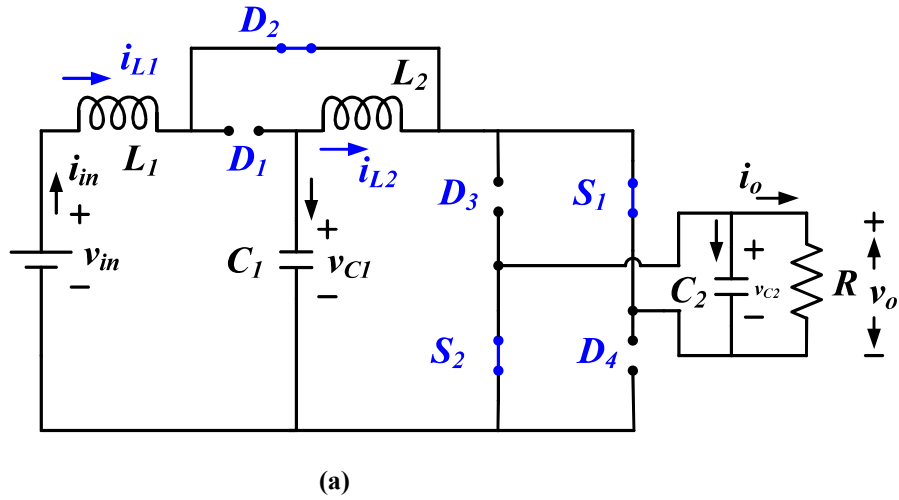 D2
iL1
L2
L1
D1
iL2
iin
+
vin
−
C1
+
vC1
−
D3
S1
S2
D4
io
+
C2
vC2
−
R
+
vo
−
(a)